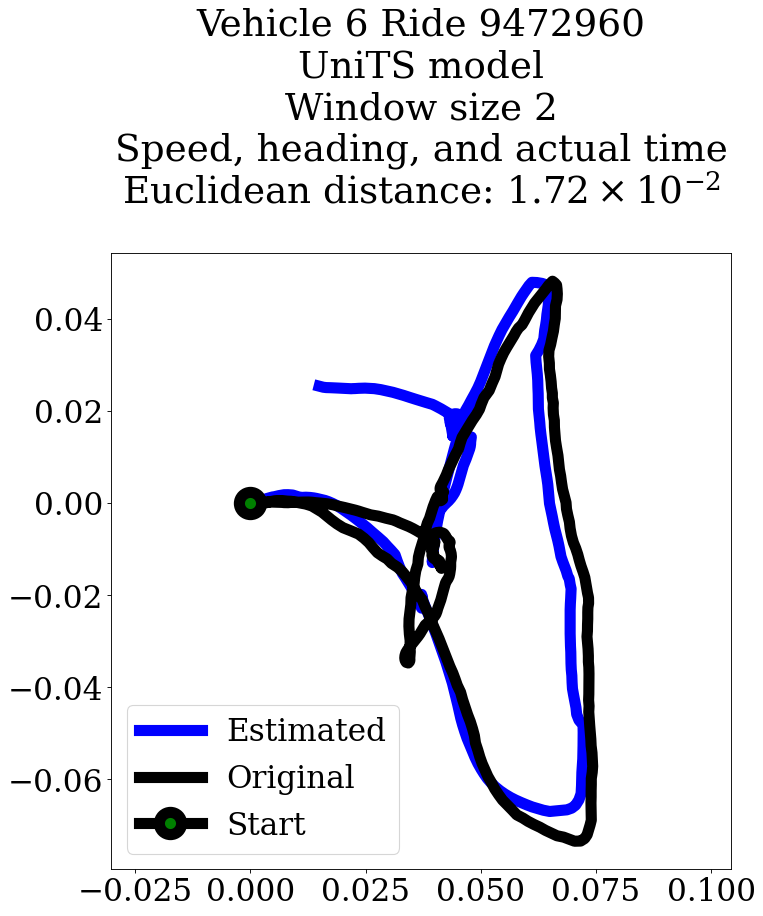 Vehicle 6 Ride 9472960
UniTS model
Window size 2
Speed, heading, and actual time
Euclidean distance: 1.72 × 10⁻²
0.04
0.02
0.00
−0.02
−0.04
−0.06
Estimated
Original
Start
−0.025 0.000 0.025 0.050 0.075 0.100